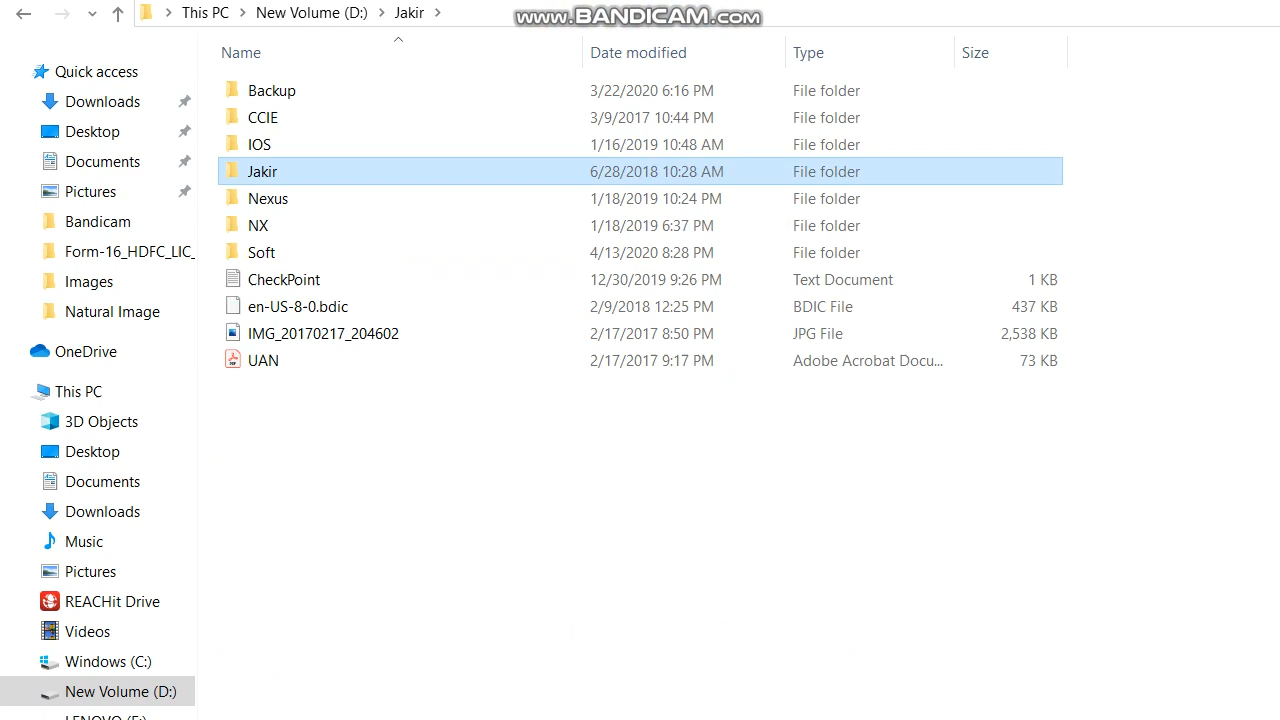 This PC > New Volume (D:) > Jakir >
www.BANDICAM.com
Name Date modified Type Size
Quick access
Downloads
Desktop
Documents
Pictures
Bandicam
Form-16_HDFC_LIC_
Images
Natural Image
OneDrive
This PC
3D Objects
Desktop
Documents
Downloads
Music
Pictures
REACHit Drive
Videos
Windows (C:)
New Volume (D:)
LENOVO (E:)
Backup 3/22/2020 6:16 PM File folder
CCIE 3/9/2017 10:44 PM File folder
IOS 1/16/2019 10:48 AM File folder
Jakir 6/28/2018 10:28 AM File folder
Nexus 1/18/2019 10:24 PM File folder
NX 1/18/2019 6:37 PM File folder
Soft 4/13/2020 8:28 PM File folder
CheckPoint 12/30/2019 9:26 PM Text Document 1 KB
en-US-8-0.bdic 2/9/2018 12:25 PM BDIC File 437 KB
IMG_20170217_204602 2/17/2017 8:50 PM JPG File 2,538 KB
UAN 2/17/2017 9:17 PM Adobe Acrobat Docu... 73 KB